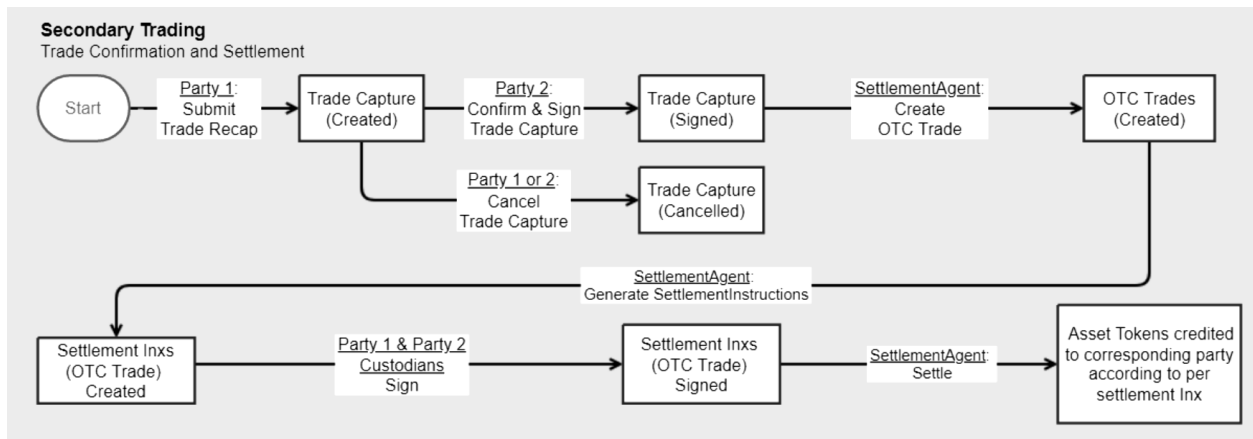 Secondary Trading
Trade Confirmation and Settlement
Start
Party 1:
Submit
Trade Recap
Trade Capture
(Created)
Party 2:
Confirm & Sign
Trade Capture
Trade Capture
(Signed)
SettlementAgent:
Create
OTC Trade
OTC Trades
(Created)
Party 1 or 2:
Cancel
Trade Capture
Trade Capture
(Cancelled)
SettlementAgent:
Generate SettlementInstructions
Settlement Inxs
(OTC Trade)
Created
Party 1 & Party 2
Custodians
Sign
Settlement Inxs
(OTC Trade)
Signed
SettlementAgent:
Settle
Asset Tokens credited
to corresponding party
according to per
settlement Inx